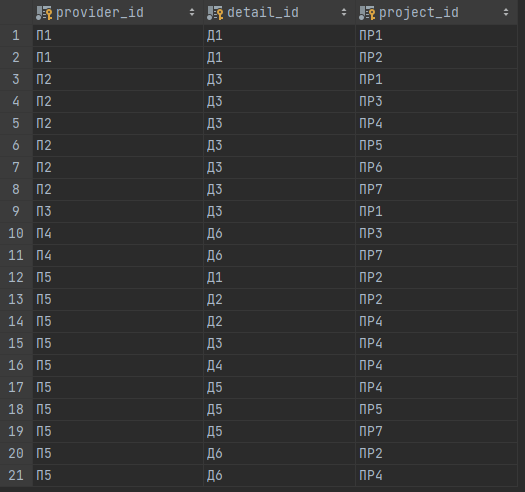 provider_id detail_id project_id
1 П1 Д1 ПР1
2 П1 Д1 ПР2
3 П2 Д3 ПР1
4 П2 Д3 ПР3
5 П2 Д3 ПР4
6 П2 Д3 ПР5
7 П2 Д3 ПР6
8 П2 Д3 ПР7
9 П3 Д3 ПР1
10 П4 Д6 ПР3
11 П4 Д6 ПР7
12 П5 Д1 ПР2
13 П5 Д2 ПР2
14 П5 Д2 ПР4
15 П5 Д3 ПР4
16 П5 Д4 ПР4
17 П5 Д5 ПР4
18 П5 Д5 ПР5
19 П5 Д5 ПР7
20 П5 Д6 ПР2
21 П5 Д6 ПР4